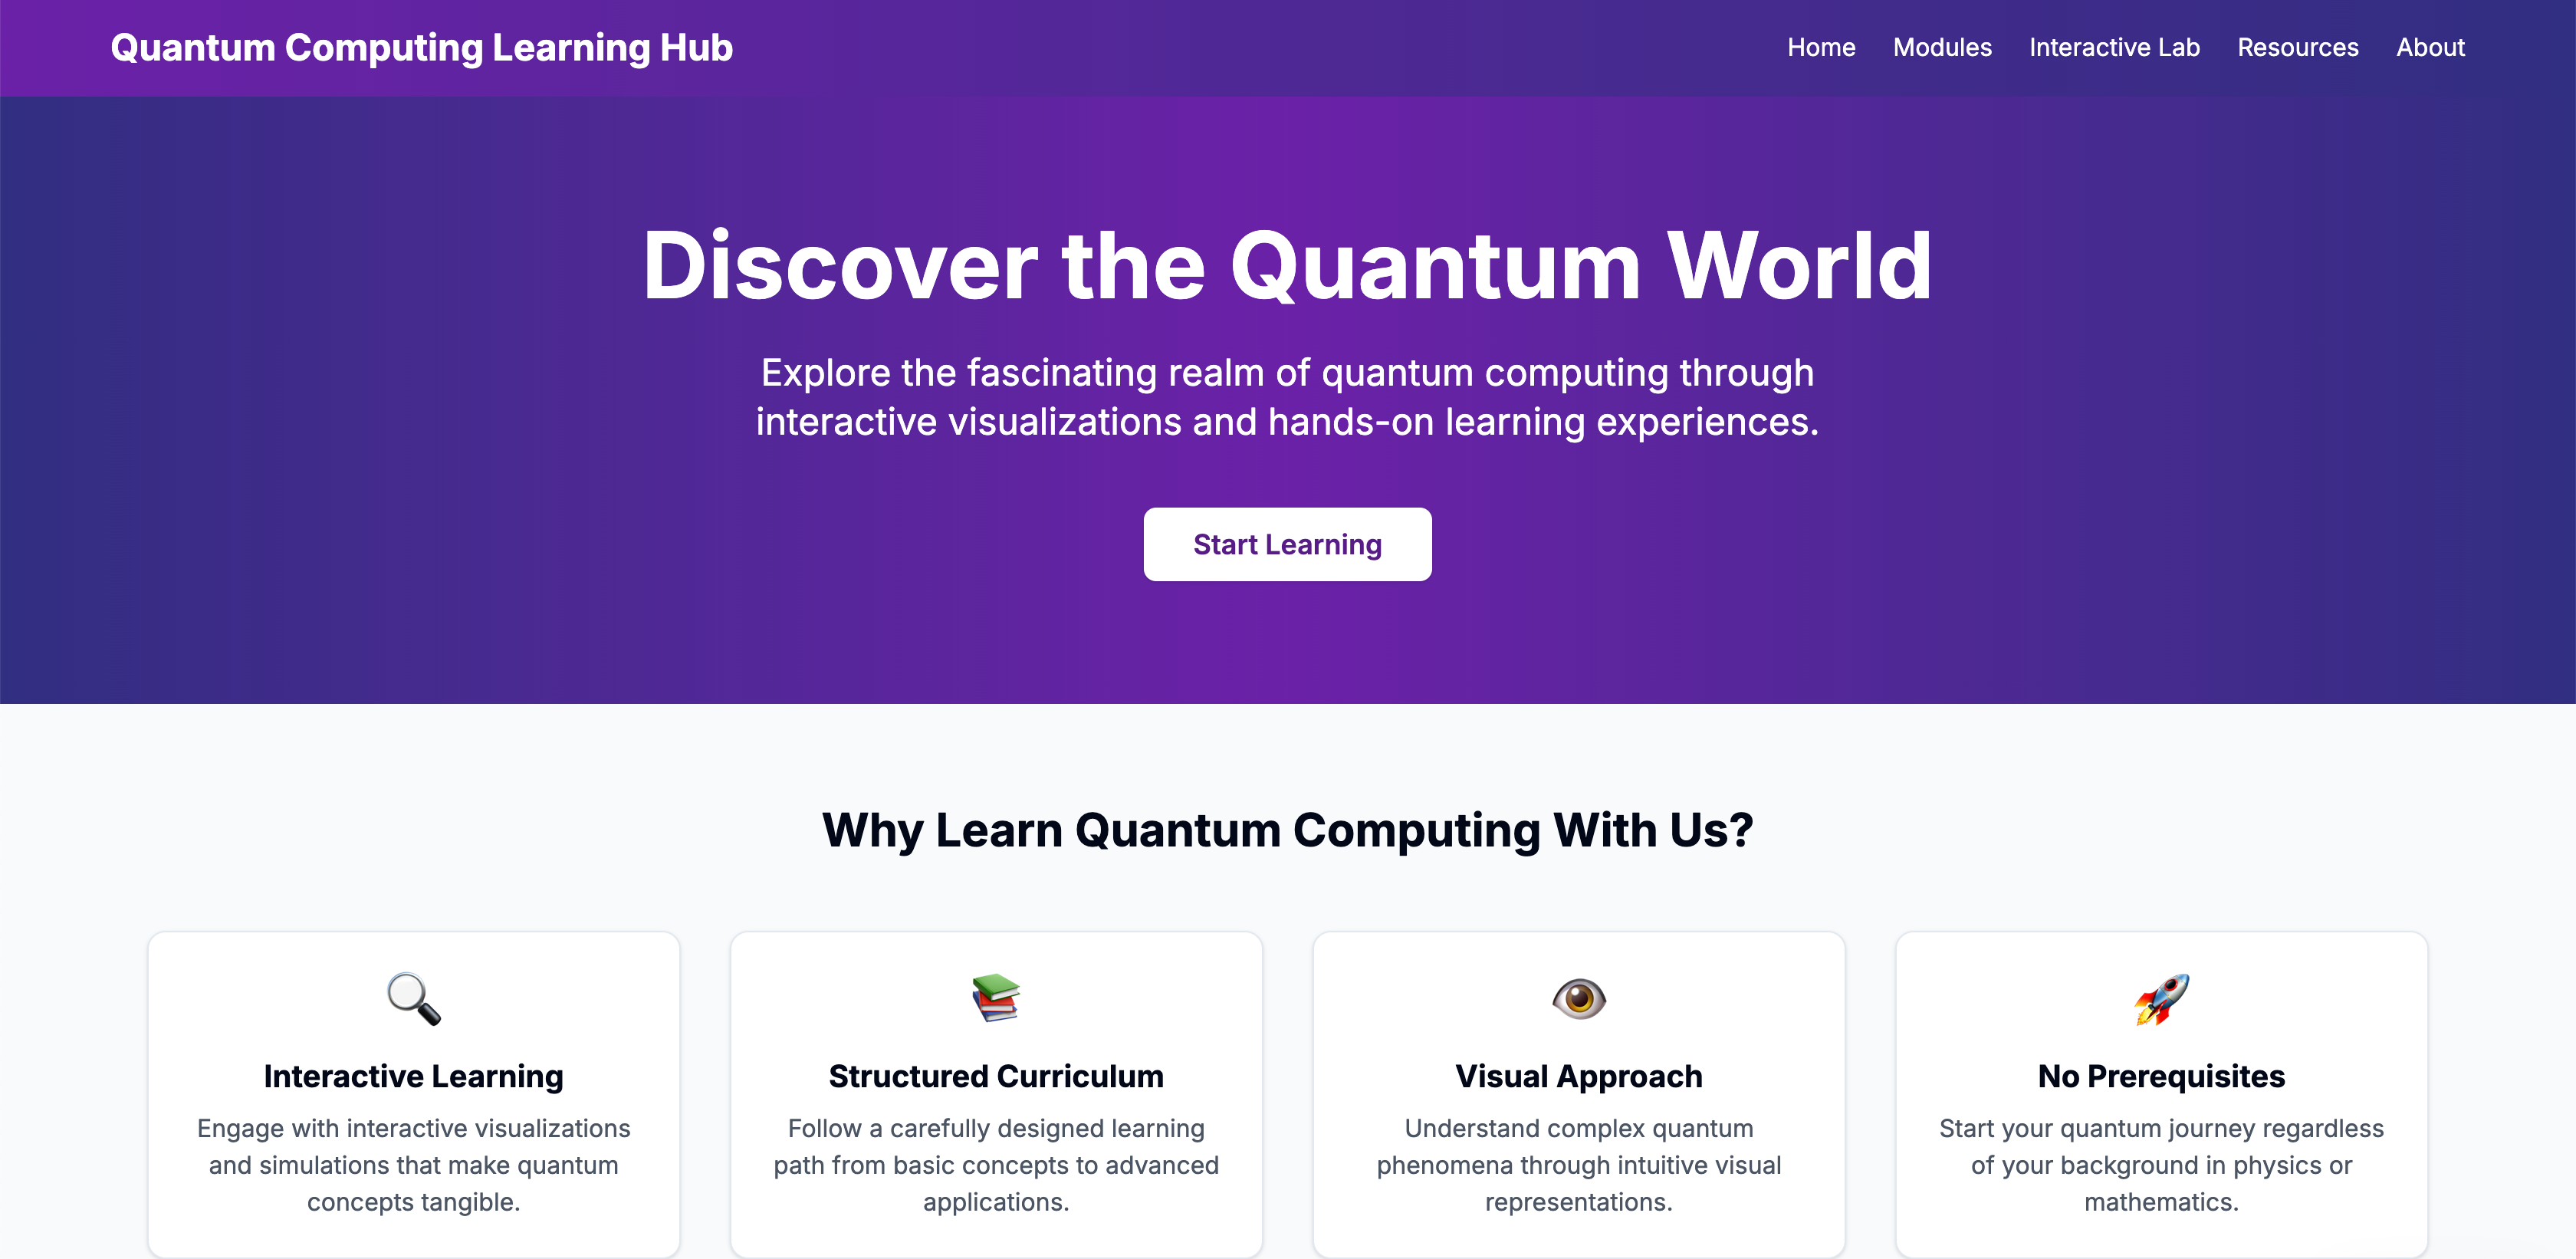 Quantum Computing Learning Hub
Home Modules Interactive Lab Resources About
Discover the Quantum World
Explore the fascinating realm of quantum computing through
interactive visualizations and hands-on learning experiences.
Start Learning
Why Learn Quantum Computing With Us?
Interactive Learning
Engage with interactive visualizations
and simulations that make quantum
concepts tangible.
Structured Curriculum
Follow a carefully designed learning
path from basic concepts to advanced
applications.
Visual Approach
Understand complex quantum
phenomena through intuitive visual
representations.
No Prerequisites
Start your quantum journey regardless
of your background in physics or
mathematics.